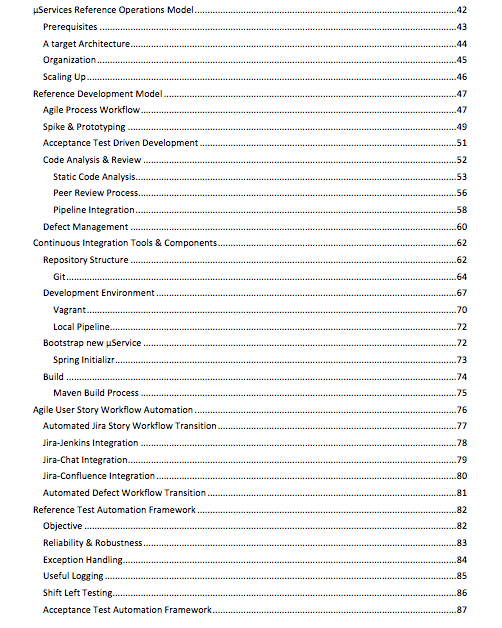 µServices Reference Operations Model 42
Prerequisites 43
A target Architecture 44
Organization 45
Scaling Up 46
Reference Development Model 47
Agile Process Workflow 47
Spike & Prototyping 49
Acceptance Test Driven Development 51
Code Analysis & Review 52
Static Code Analysis 53
Peer Review Process 56
Pipeline Integration 58
Defect Management 60
Continuous Integration Tools & Components 62
Repository Structure 62
Git 64
Development Environment 67
Vagrant 70
Local Pipeline 72
Bootstrap new µService 72
Spring Initializr 73
Build 74
Maven Build Process 75
Agile User Story Workflow Automation 76
Automated Jira Story Workflow Transition 77
Jira-Jenkins Integration 78
Jira-Chat Integration 79
Jira-Confluence Integration 80
Automated Defect Workflow Transition 81
Reference Test Automation Framework 82
Objective 82
Reliability & Robustness 83
Exception Handling 84
Useful Logging 85
Shift Left Testing 86
Acceptance Test Automation Framework 87